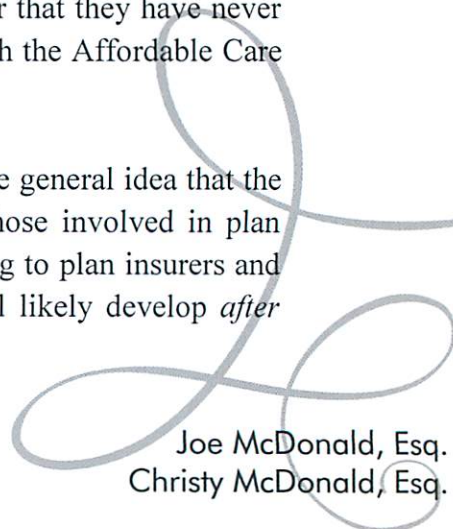 r that they have never
h the Affordable Care
e general idea that the
hose involved in plan
g to plan insurers and
l likely develop after
Joe McDonald, Esq.
Christy McDonald, Esq.